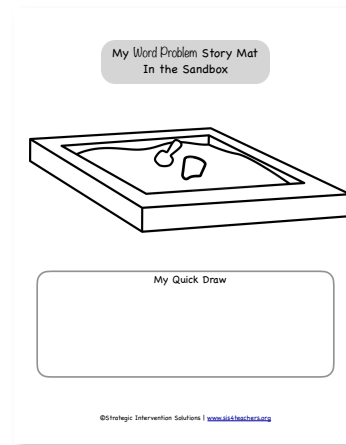 My Word Problem Story Mat
In the Sandbox
My Quick Draw
©Strategic Intervention Solutions | www.sis4teachers.org